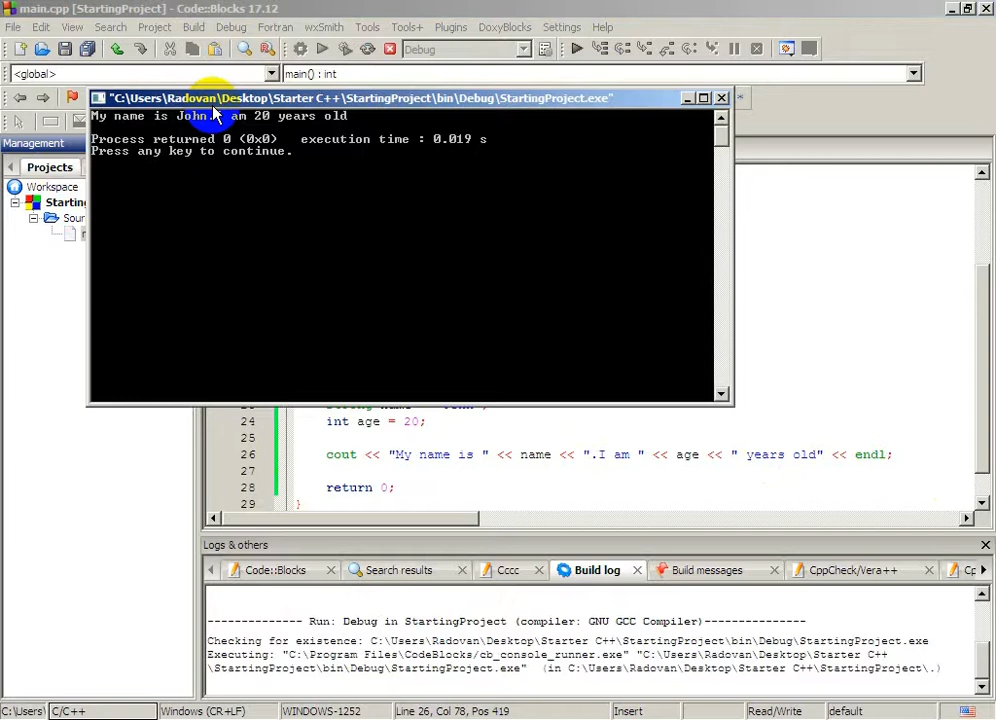 main.cpp [StartingProject] - Code::Blocks 17.12
File Edit View Search Project Build Debug Fortran wxSmith Tools Tools+ Plugins DoxyBlocks Settings Help
Debug
<global> main() : int
"C:\Users\Radovan\Desktop\Starter C++\StartingProject\bin\Debug\StartingProject.exe"
My name is John. am 20 years old
Management
Process returned 0 (0x0) execution time : 0.019 s
Press any key to continue.
Projects
Workspace
Starting
Sour
24 int age = 20;
25
26 cout << "My name is " << name << ".I am " << age << " years old" << endl;
27
28 return 0;
29 }
Logs & others
Code::Blocks Search results Cccc Build log Build messages CppCheck/Vera++ Cp
-------------- Run: Debug in StartingProject (compiler: GNU GCC Compiler)---------------
Checking for existence: C:\Users\Radovan\Desktop\Starter C++\StartingProject\bin\Debug\StartingProject.exe
Executing: "C:\Program Files\CodeBlocks/cb_console_runner.exe" "C:\Users\Radovan\Desktop\Starter C++
\StartingProject\bin\Debug\StartingProject.exe" (in C:\Users\Radovan\Desktop\Starter C++\StartingProject\.)
C:\Users\ C/C++ Windows (CR+LF) WINDOWS-1252 Line 26, Col 78, Pos 419 Insert Read/Write default